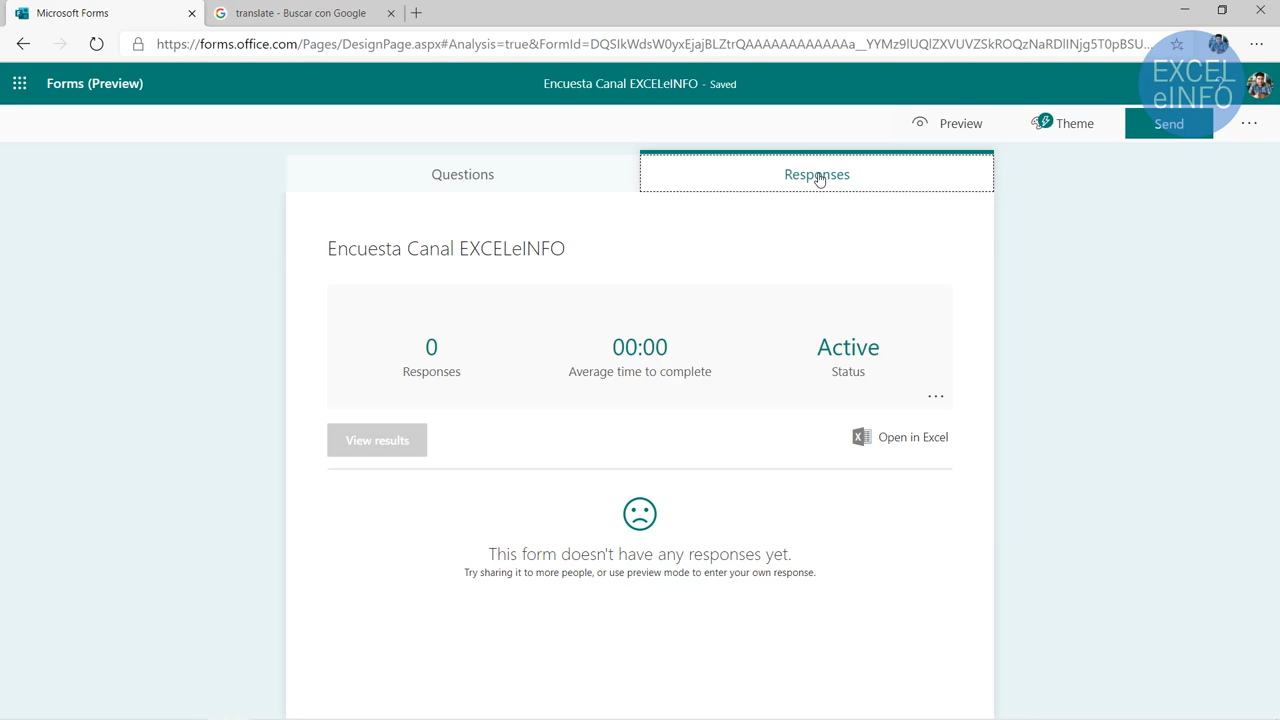 Microsoft Forms
translate - Buscar con Google
https://forms.office.com/Pages/DesignPage.aspx#Analysis=true&FormId=DQSIkWdsW0yxEjajBLZtrQAAAAAAAAAAAAa__YYMz9lUQlZXVUVZSkROQzNaRDlINjg5T0pBSU...
Forms (Preview)
Encuesta Canal EXCELeINFO - Saved
EXCEL
eINFO
Preview
Theme
Send
Questions
Responses
Encuesta Canal EXCELeINFO
0
Responses
00:00
Average time to complete
Active
Status
View results
Open in Excel
This form doesn't have any responses yet.
Try sharing it to more people, or use preview mode to enter your own response.